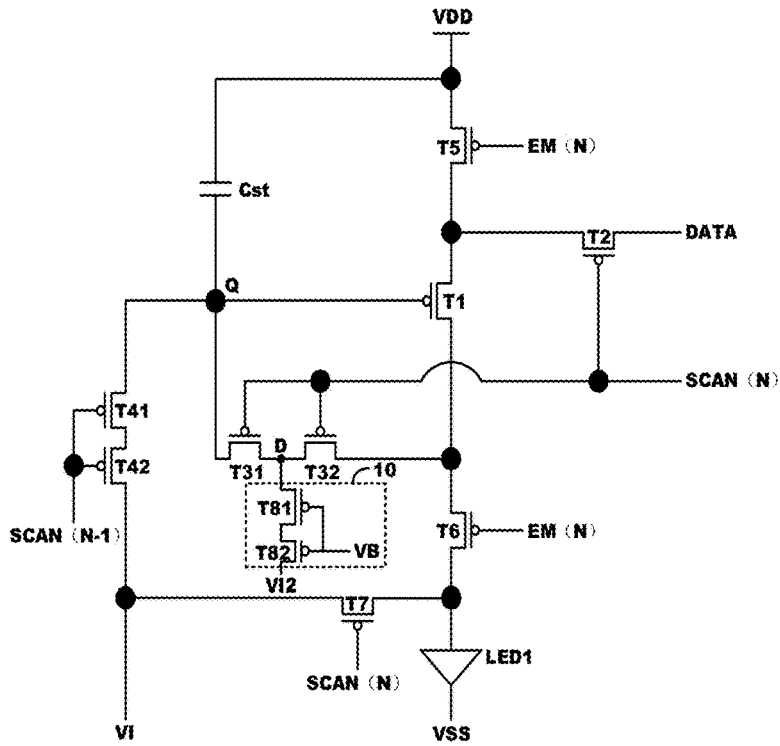 VDD
T5
EM（N）
Cst
T2
DATA
Q
T1
SCAN（N）
T41
T42
SCAN（N-1）
T31
D
T32
10
T81
T82
VB
VI2
T6
EM（N）
T7
SCAN（N）
LED1
VI
VSS